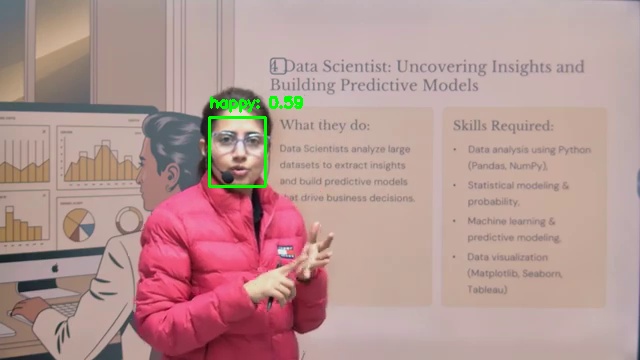 4 Data Scientist: Uncovering Insights and
Building Predictive Models
happy: 0.59
What they do:
Data Scientists analyze large
datasets to extract insights
and build predictive models
that drive business decisions.
Skills Required:
• Data analysis using Python
(Pandas, NumPy),
• Statistical modeling &
probability,
• Machine learning &
predictive modeling,
• Data visualization
(Matplotlib, Seaborn,
Tableau)